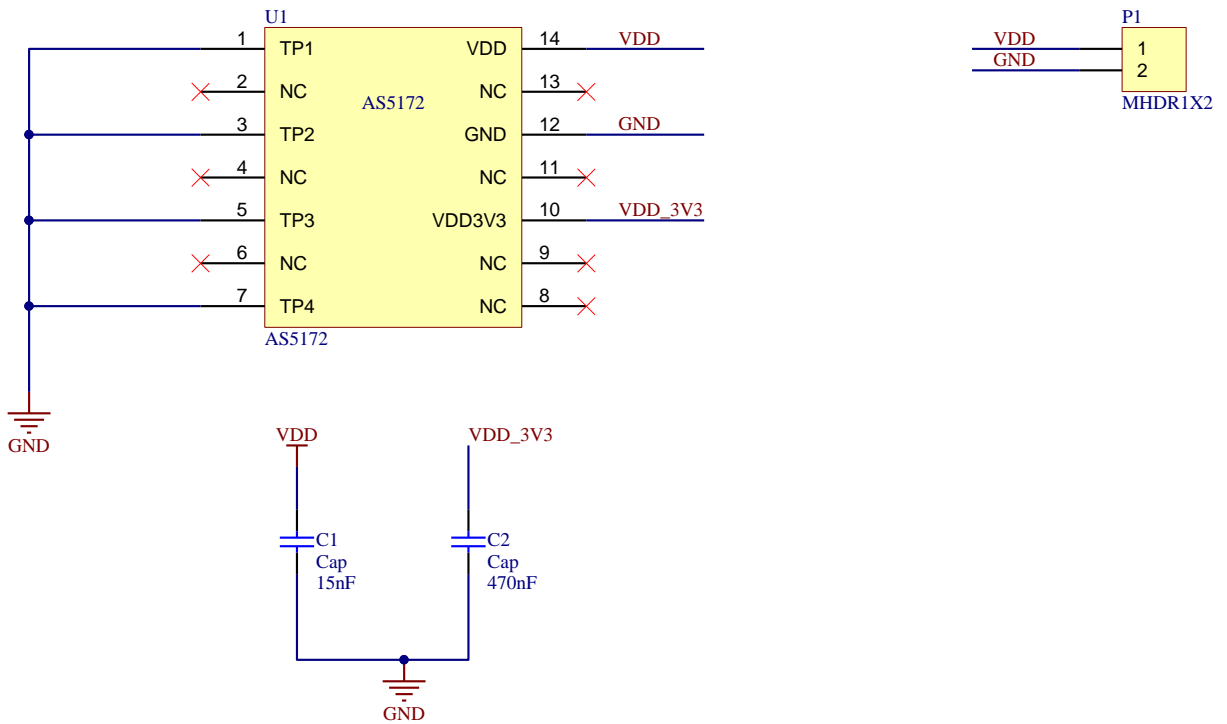 U1
1 TP1 VDD 14 VDD
2 NC NC 13
AS5172
3 TP2 GND 12 GND
4 NC NC 11
5 TP3 VDD3V3 10 VDD_3V3
6 NC NC 9
7 TP4 NC 8
AS5172
GND
P1
VDD 1
GND 2
MHDR1X2
VDD
VDD_3V3
C1
Cap
15nF
C2
Cap
470nF
GND